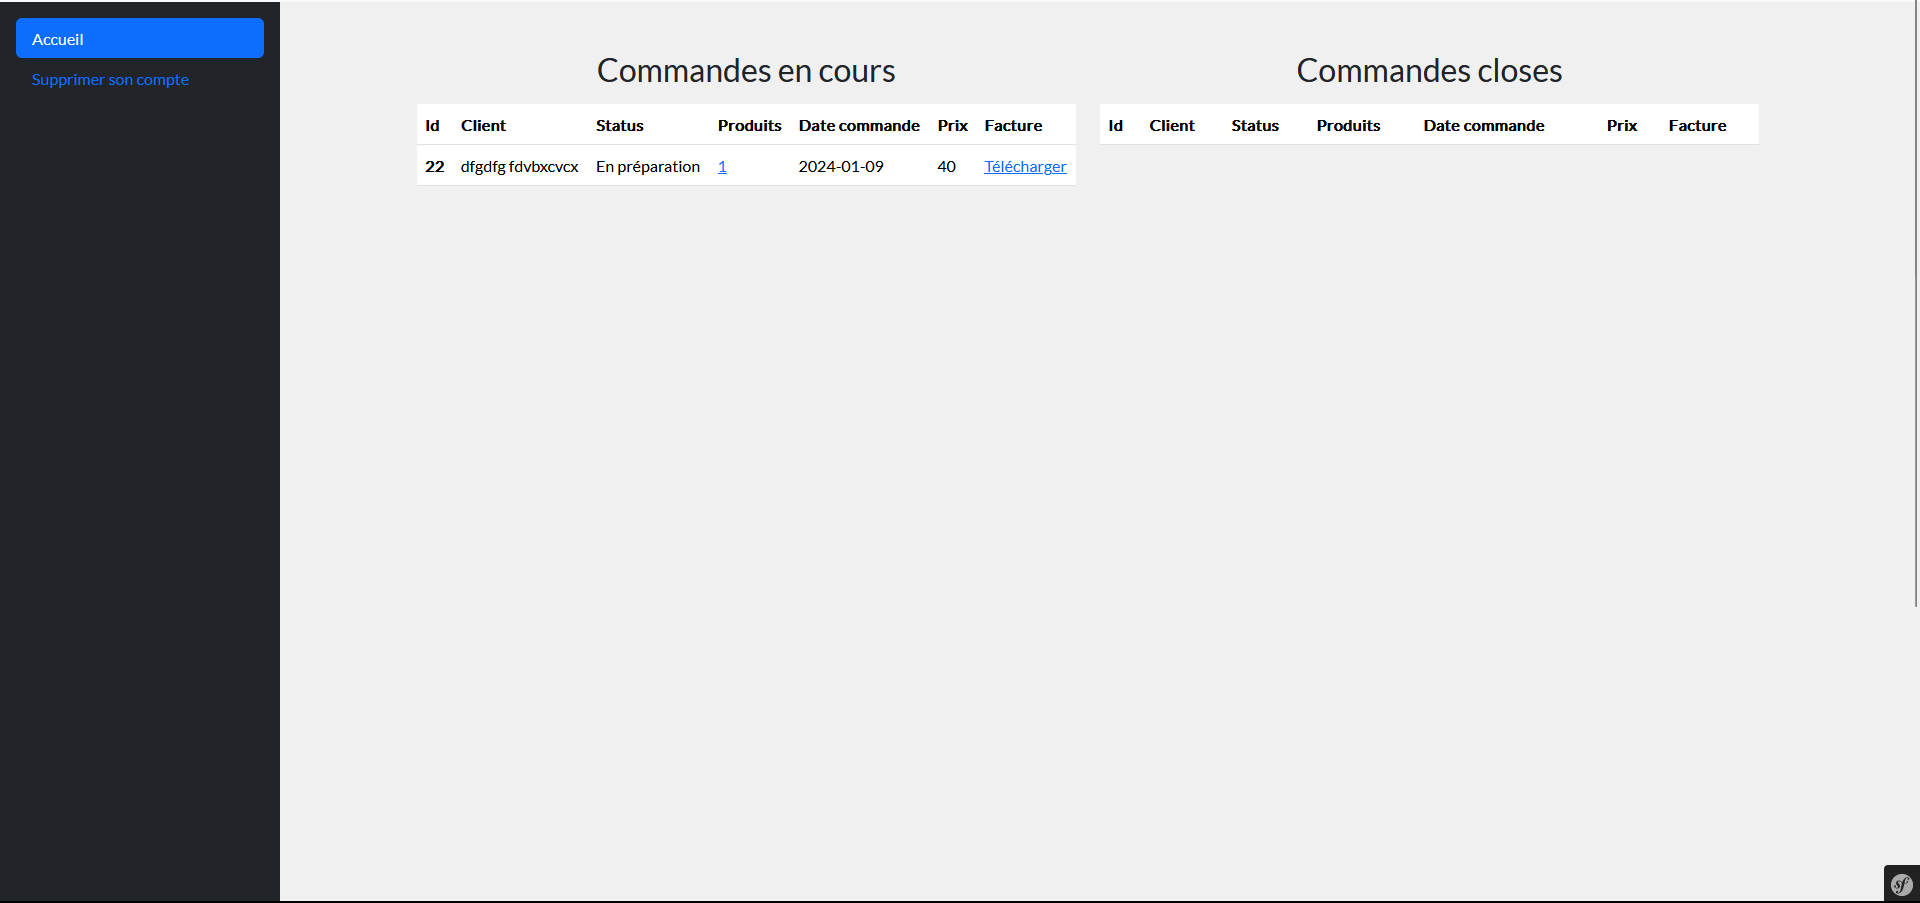 Accueil
Supprimer son compte
Commandes en cours
Id Client Status Produits Date commande Prix Facture
22 dfgdfg fdvbxcvcx En préparation 1 2024-01-09 40 Télécharger
Commandes closes
Id Client Status Produits Date commande Prix Facture
sf